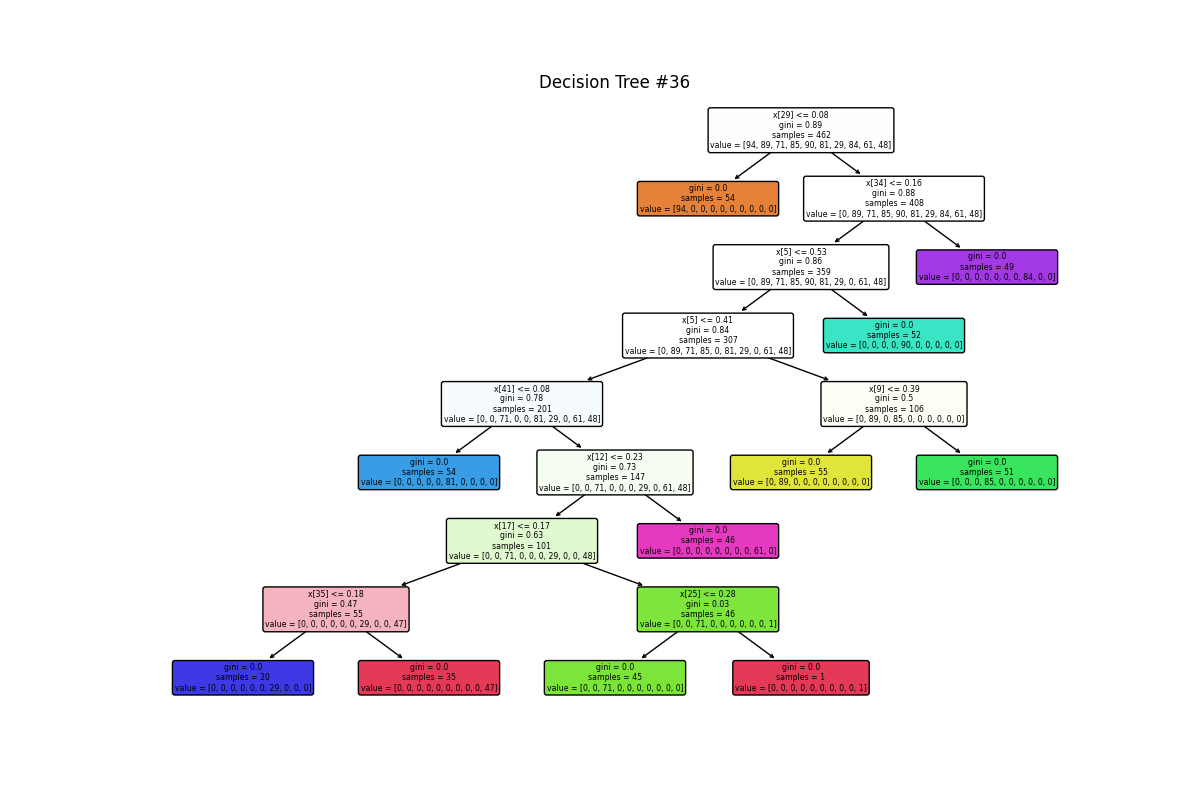 Decision Tree #36
x[29] <= 0.08
gini = 0.89
samples = 462
value = [94, 89, 71, 85, 90, 81, 29, 84, 61, 48]
gini = 0.0
samples = 54
value = [94, 0, 0, 0, 0, 0, 0, 0, 0, 0]
x[34] <= 0.16
gini = 0.88
samples = 408
value = [0, 89, 71, 85, 90, 81, 29, 84, 61, 48]
x[5] <= 0.53
gini = 0.86
samples = 359
value = [0, 89, 71, 85, 90, 81, 29, 0, 61, 48]
gini = 0.0
samples = 49
value = [0, 0, 0, 0, 0, 0, 0, 84, 0, 0]
x[5] <= 0.41
gini = 0.84
samples = 307
value = [0, 89, 71, 85, 0, 81, 29, 0, 61, 48]
gini = 0.0
samples = 52
value = [0, 0, 0, 0, 90, 0, 0, 0, 0, 0]
x[41] <= 0.08
gini = 0.78
samples = 201
value = [0, 0, 71, 0, 0, 81, 29, 0, 61, 48]
x[9] <= 0.39
gini = 0.5
samples = 106
value = [0, 89, 0, 85, 0, 0, 0, 0, 0, 0]
gini = 0.0
samples = 54
value = [0, 0, 0, 0, 0, 81, 0, 0, 0, 0]
x[12] <= 0.23
gini = 0.73
samples = 147
value = [0, 0, 71, 0, 0, 0, 29, 0, 61, 48]
gini = 0.0
samples = 55
value = [0, 89, 0, 0, 0, 0, 0, 0, 0, 0]
gini = 0.0
samples = 51
value = [0, 0, 0, 85, 0, 0, 0, 0, 0, 0]
x[17] <= 0.17
gini = 0.63
samples = 101
value = [0, 0, 71, 0, 0, 0, 29, 0, 0, 48]
gini = 0.0
samples = 46
value = [0, 0, 0, 0, 0, 0, 0, 0, 61, 0]
x[35] <= 0.18
gini = 0.47
samples = 55
value = [0, 0, 0, 0, 0, 0, 29, 0, 0, 47]
x[25] <= 0.28
gini = 0.03
samples = 46
value = [0, 0, 71, 0, 0, 0, 0, 0, 0, 1]
gini = 0.0
samples = 20
value = [0, 0, 0, 0, 0, 0, 29, 0, 0, 0]
gini = 0.0
samples = 35
value = [0, 0, 0, 0, 0, 0, 0, 0, 0, 47]
gini = 0.0
samples = 45
value = [0, 0, 71, 0, 0, 0, 0, 0, 0, 0]
gini = 0.0
samples = 1
value = [0, 0, 0, 0, 0, 0, 0, 0, 0, 1]